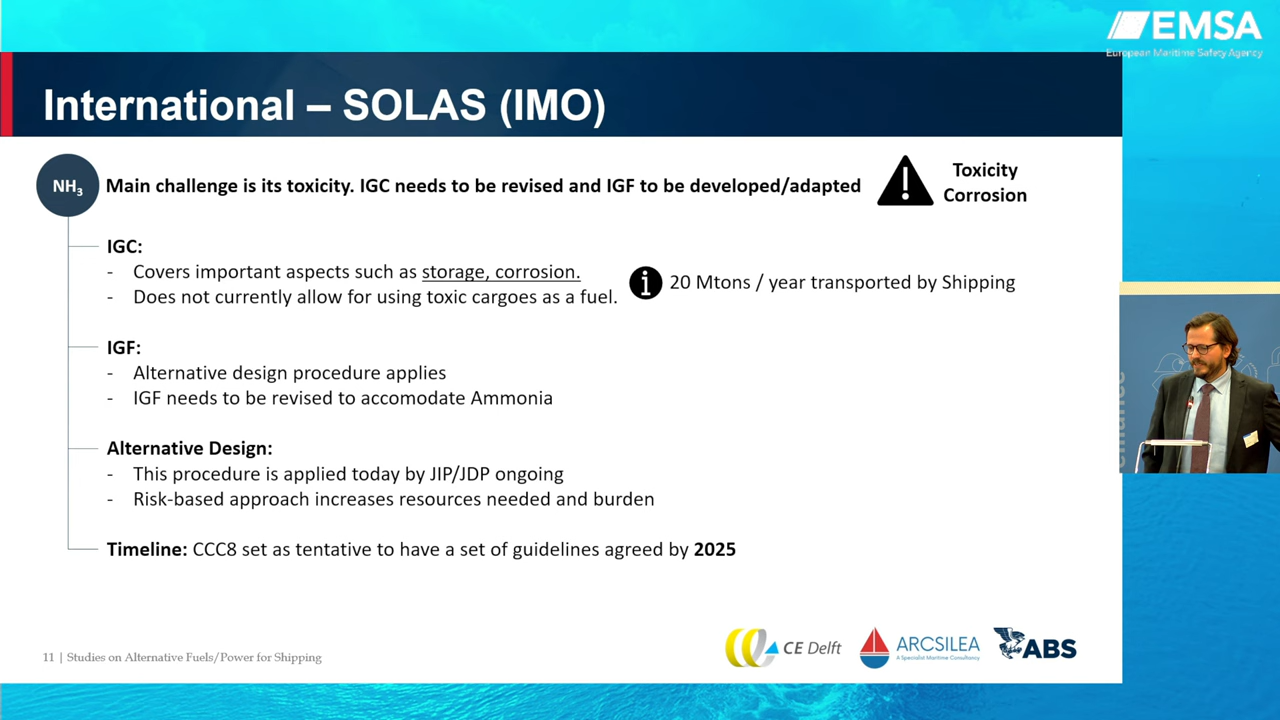 EMSA
European Maritime Safety Agency
International – SOLAS (IMO)
NH3
Main challenge is its toxicity. IGC needs to be revised and IGF to be developed/adapted
Toxicity
Corrosion
IGC:
- Covers important aspects such as storage, corrosion.
- Does not currently allow for using toxic cargoes as a fuel.
20 Mtons / year transported by Shipping
IGF:
- Alternative design procedure applies
- IGF needs to be revised to accomodate Ammonia
Alternative Design:
- This procedure is applied today by JIP/JDP ongoing
- Risk-based approach increases resources needed and burden
Timeline: CCC8 set as tentative to have a set of guidelines agreed by 2025
11 | Studies on Alternative Fuels/Power for Shipping
CE Delft
ARCSILEA
A Specialist Maritime Consultancy
ABS